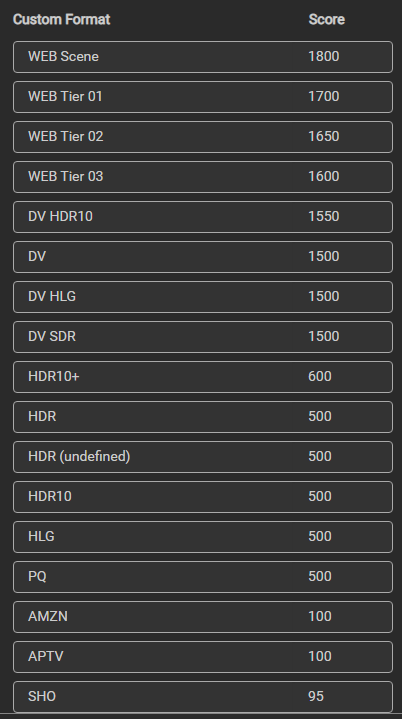 Custom Format Score
WEB Scene 1800
WEB Tier 01 1700
WEB Tier 02 1650
WEB Tier 03 1600
DV HDR10 1550
DV 1500
DV HLG 1500
DV SDR 1500
HDR10+ 600
HDR 500
HDR (undefined) 500
HDR10 500
HLG 500
PQ 500
AMZN 100
APTV 100
SHO 95